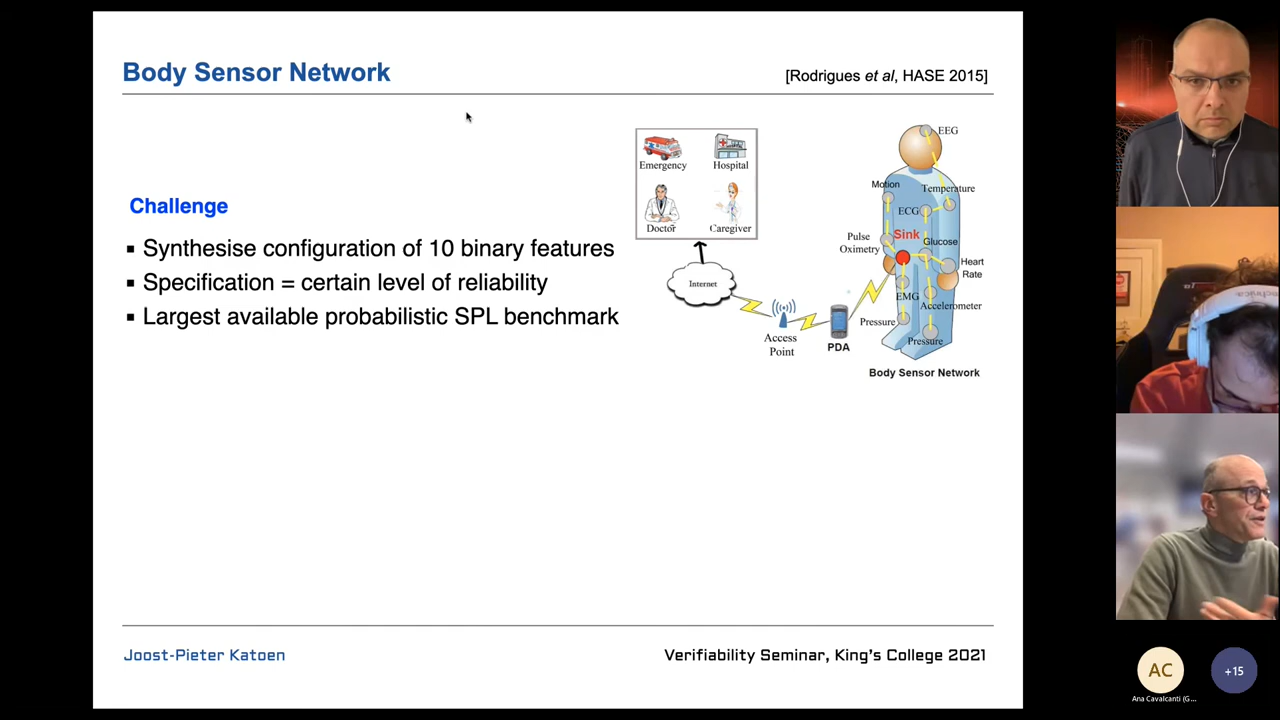 Body Sensor Network
[Rodrigues et al, HASE 2015]
Challenge
▪ Synthesise configuration of 10 binary features
▪ Specification = certain level of reliability
▪ Largest available probabilistic SPL benchmark
Emergency
Hospital
Doctor
Caregiver
Internet
Access
Point
PDA
EEG
Motion
Temperature
ECG
Pulse
Oximetry
Sink
Glucose
Heart
Rate
EMG
Accelerometer
Pressure
Pressure
Body Sensor Network
Joost-Pieter Katoen
Verifiability Seminar, King's College 2021
AC
+15
Ana Cavalcanti (G...